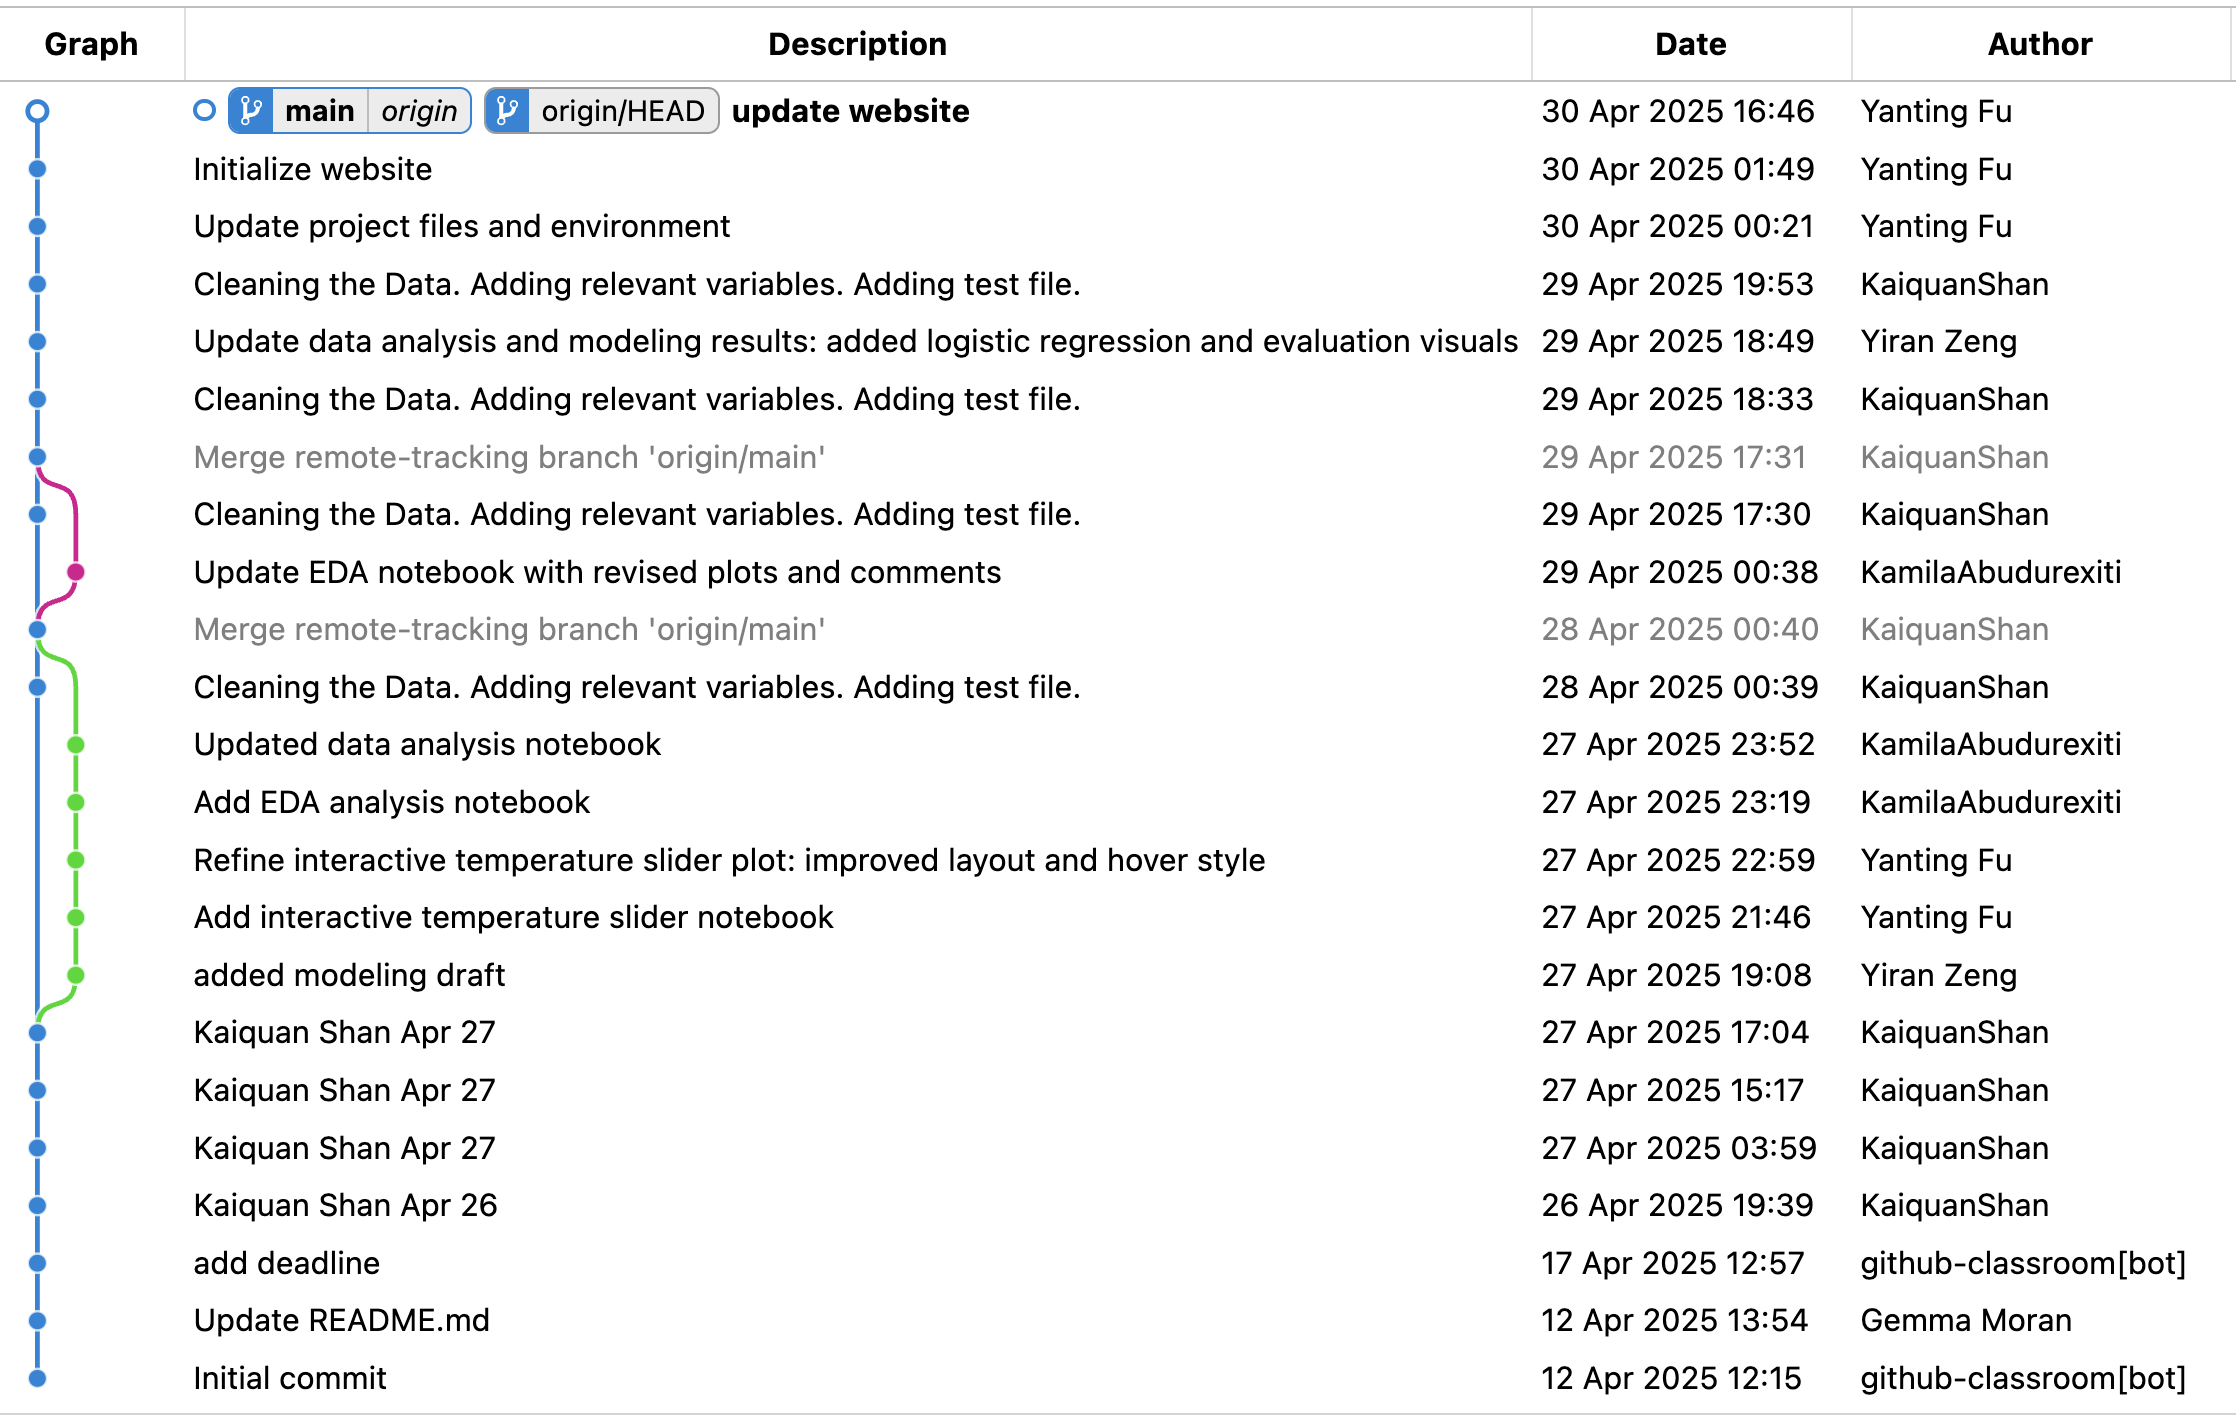 Graph Description Date Author
main origin origin/HEAD update website 30 Apr 2025 16:46 Yanting Fu
Initialize website 30 Apr 2025 01:49 Yanting Fu
Update project files and environment 30 Apr 2025 00:21 Yanting Fu
Cleaning the Data. Adding relevant variables. Adding test file. 29 Apr 2025 19:53 KaiquanShan
Update data analysis and modeling results: added logistic regression and evaluation visuals 29 Apr 2025 18:49 Yiran Zeng
Cleaning the Data. Adding relevant variables. Adding test file. 29 Apr 2025 18:33 KaiquanShan
Merge remote-tracking branch 'origin/main' 29 Apr 2025 17:31 KaiquanShan
Cleaning the Data. Adding relevant variables. Adding test file. 29 Apr 2025 17:30 KaiquanShan
Update EDA notebook with revised plots and comments 29 Apr 2025 00:38 KamilaAbudurexiti
Merge remote-tracking branch 'origin/main' 28 Apr 2025 00:40 KaiquanShan
Cleaning the Data. Adding relevant variables. Adding test file. 28 Apr 2025 00:39 KaiquanShan
Updated data analysis notebook 27 Apr 2025 23:52 KamilaAbudurexiti
Add EDA analysis notebook 27 Apr 2025 23:19 KamilaAbudurexiti
Refine interactive temperature slider plot: improved layout and hover style 27 Apr 2025 22:59 Yanting Fu
Add interactive temperature slider notebook 27 Apr 2025 21:46 Yanting Fu
added modeling draft 27 Apr 2025 19:08 Yiran Zeng
Kaiquan Shan Apr 27 27 Apr 2025 17:04 KaiquanShan
Kaiquan Shan Apr 27 27 Apr 2025 15:17 KaiquanShan
Kaiquan Shan Apr 27 27 Apr 2025 03:59 KaiquanShan
Kaiquan Shan Apr 26 26 Apr 2025 19:39 KaiquanShan
add deadline 17 Apr 2025 12:57 github-classroom[bot]
Update README.md 12 Apr 2025 13:54 Gemma Moran
Initial commit 12 Apr 2025 12:15 github-classroom[bot]